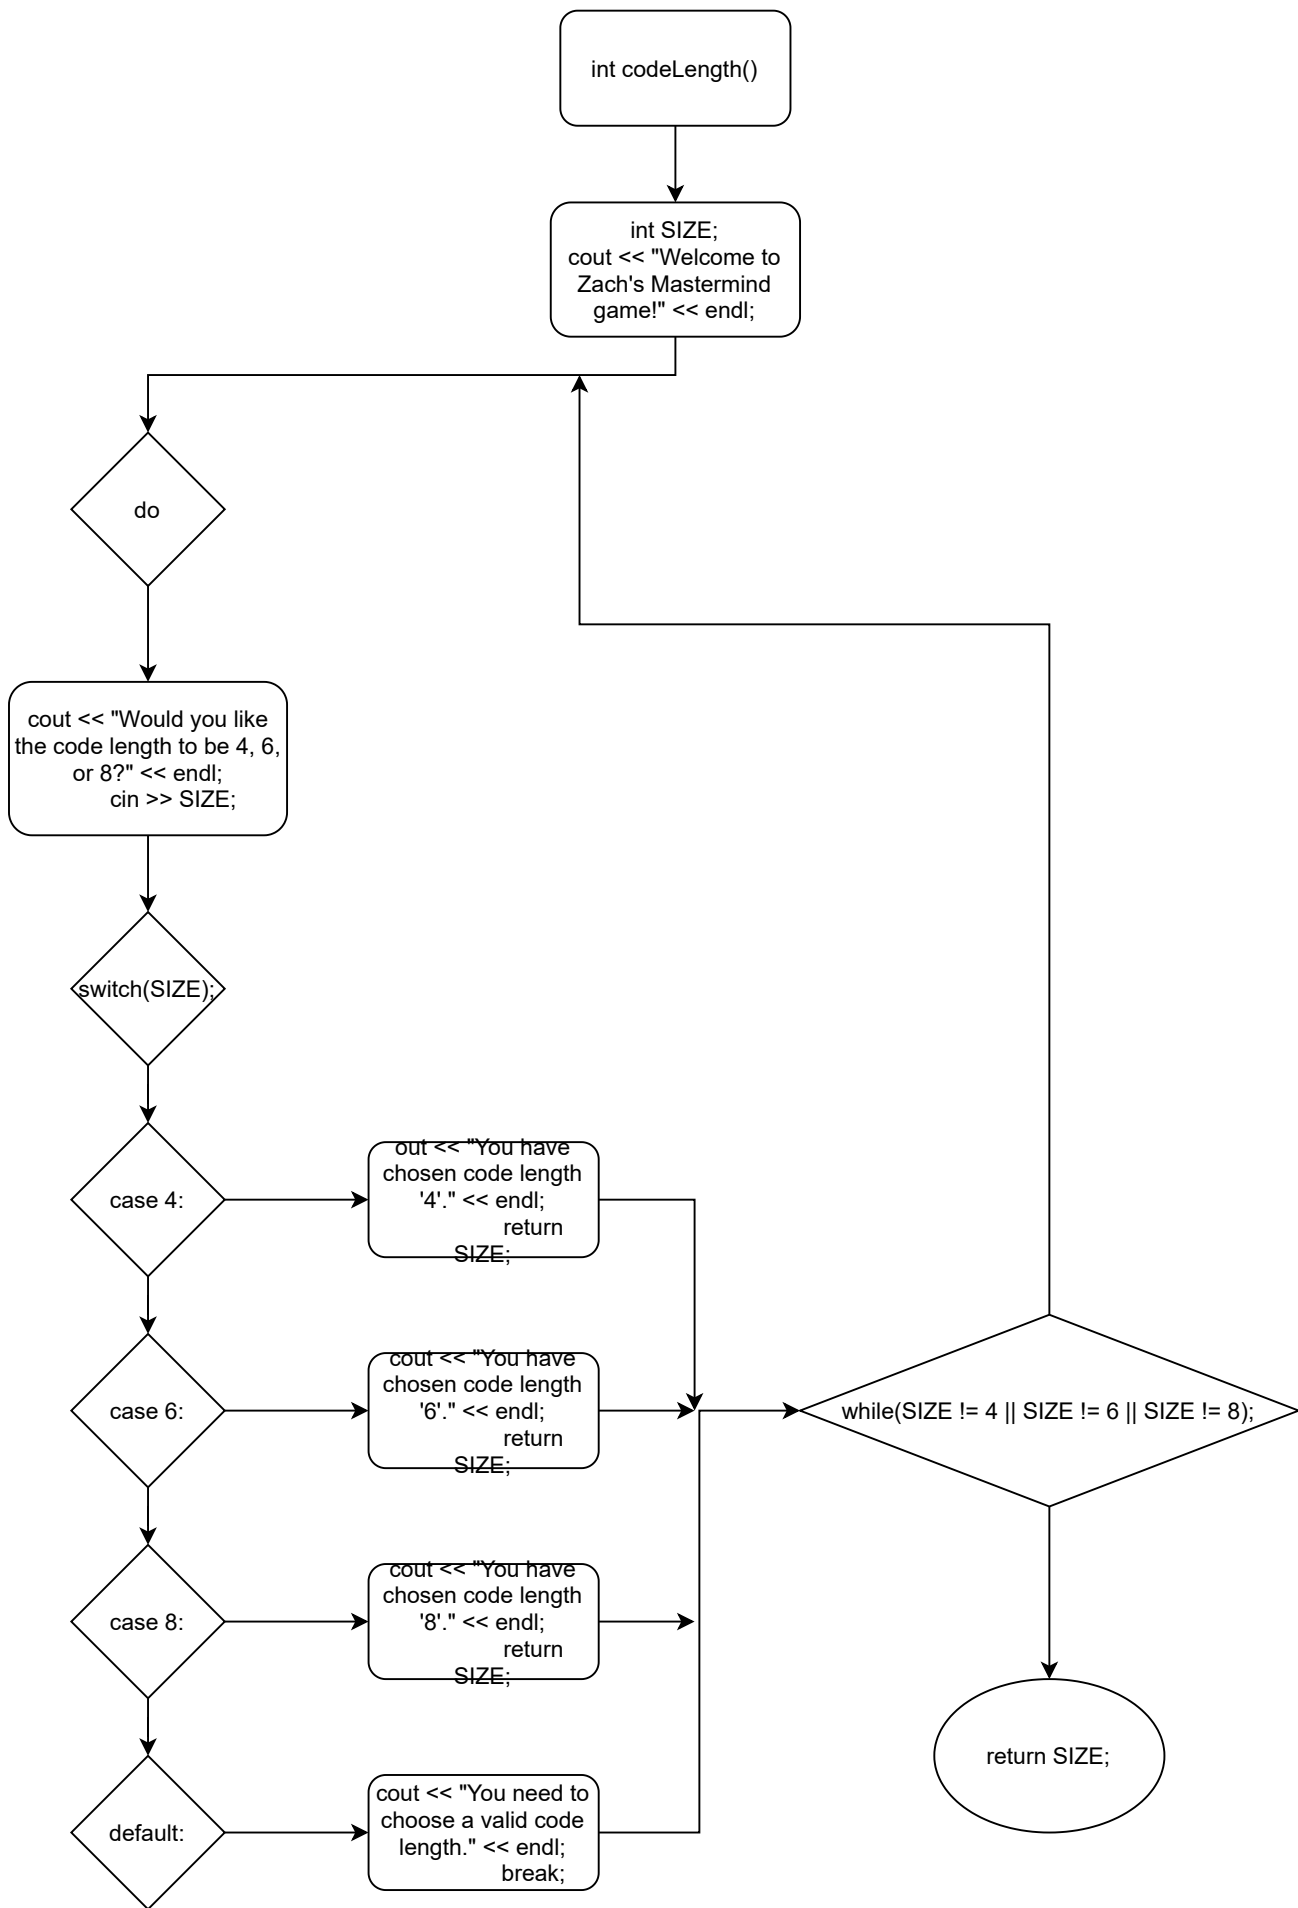 int codeLength()
int SIZE;
cout << "Welcome to
Zach's Mastermind
game!" << endl;
do
cout << "Would you like
the code length to be 4, 6,
or 8?" << endl;
cin >> SIZE;
switch(SIZE);
case 4:
out << "You have
chosen code length
'4'." << endl;
return
SIZE;
case 6:
cout << "You have
chosen code length
'6'." << endl;
return
SIZE;
while(SIZE != 4 || SIZE != 6 || SIZE != 8);
case 8:
cout << "You have
chosen code length
'8'." << endl;
return
SIZE;
return SIZE;
default:
cout << "You need to
choose a valid code
length." << endl;
break;